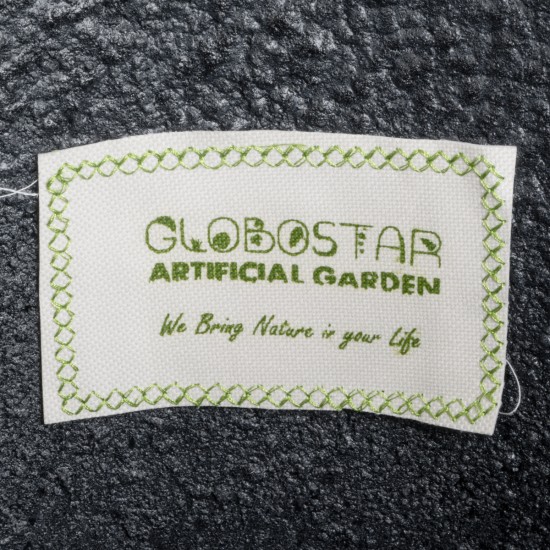 GLOBOSTAR
ARTIFICIAL GARDEN
We Bring Nature in your Life